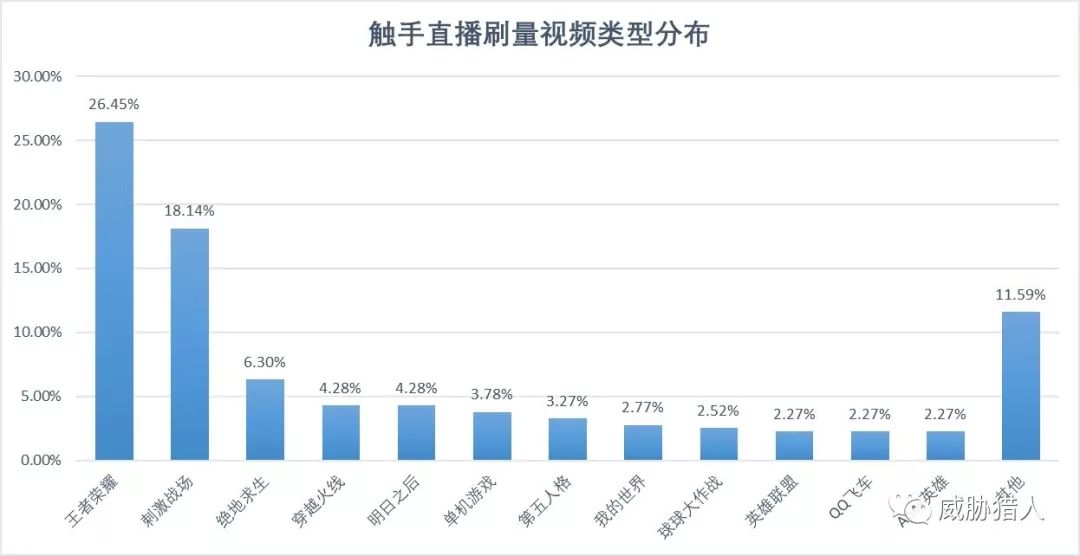 触手直播刷量视频类型分布
30.00%
25.00%
20.00%
15.00%
10.00%
5.00%
0.00%
26.45%
18.14%
6.30%
4.28%
4.28%
3.78%
3.27%
2.77%
2.52%
2.27%
2.27%
2.27%
11.59%
王者荣耀
刺激战场
绝地求生
穿越火线
明日之后
单机游戏
第五人格
我的世界
球球大作战
英雄联盟
QQ飞车
英雄
其他
威胁猎人